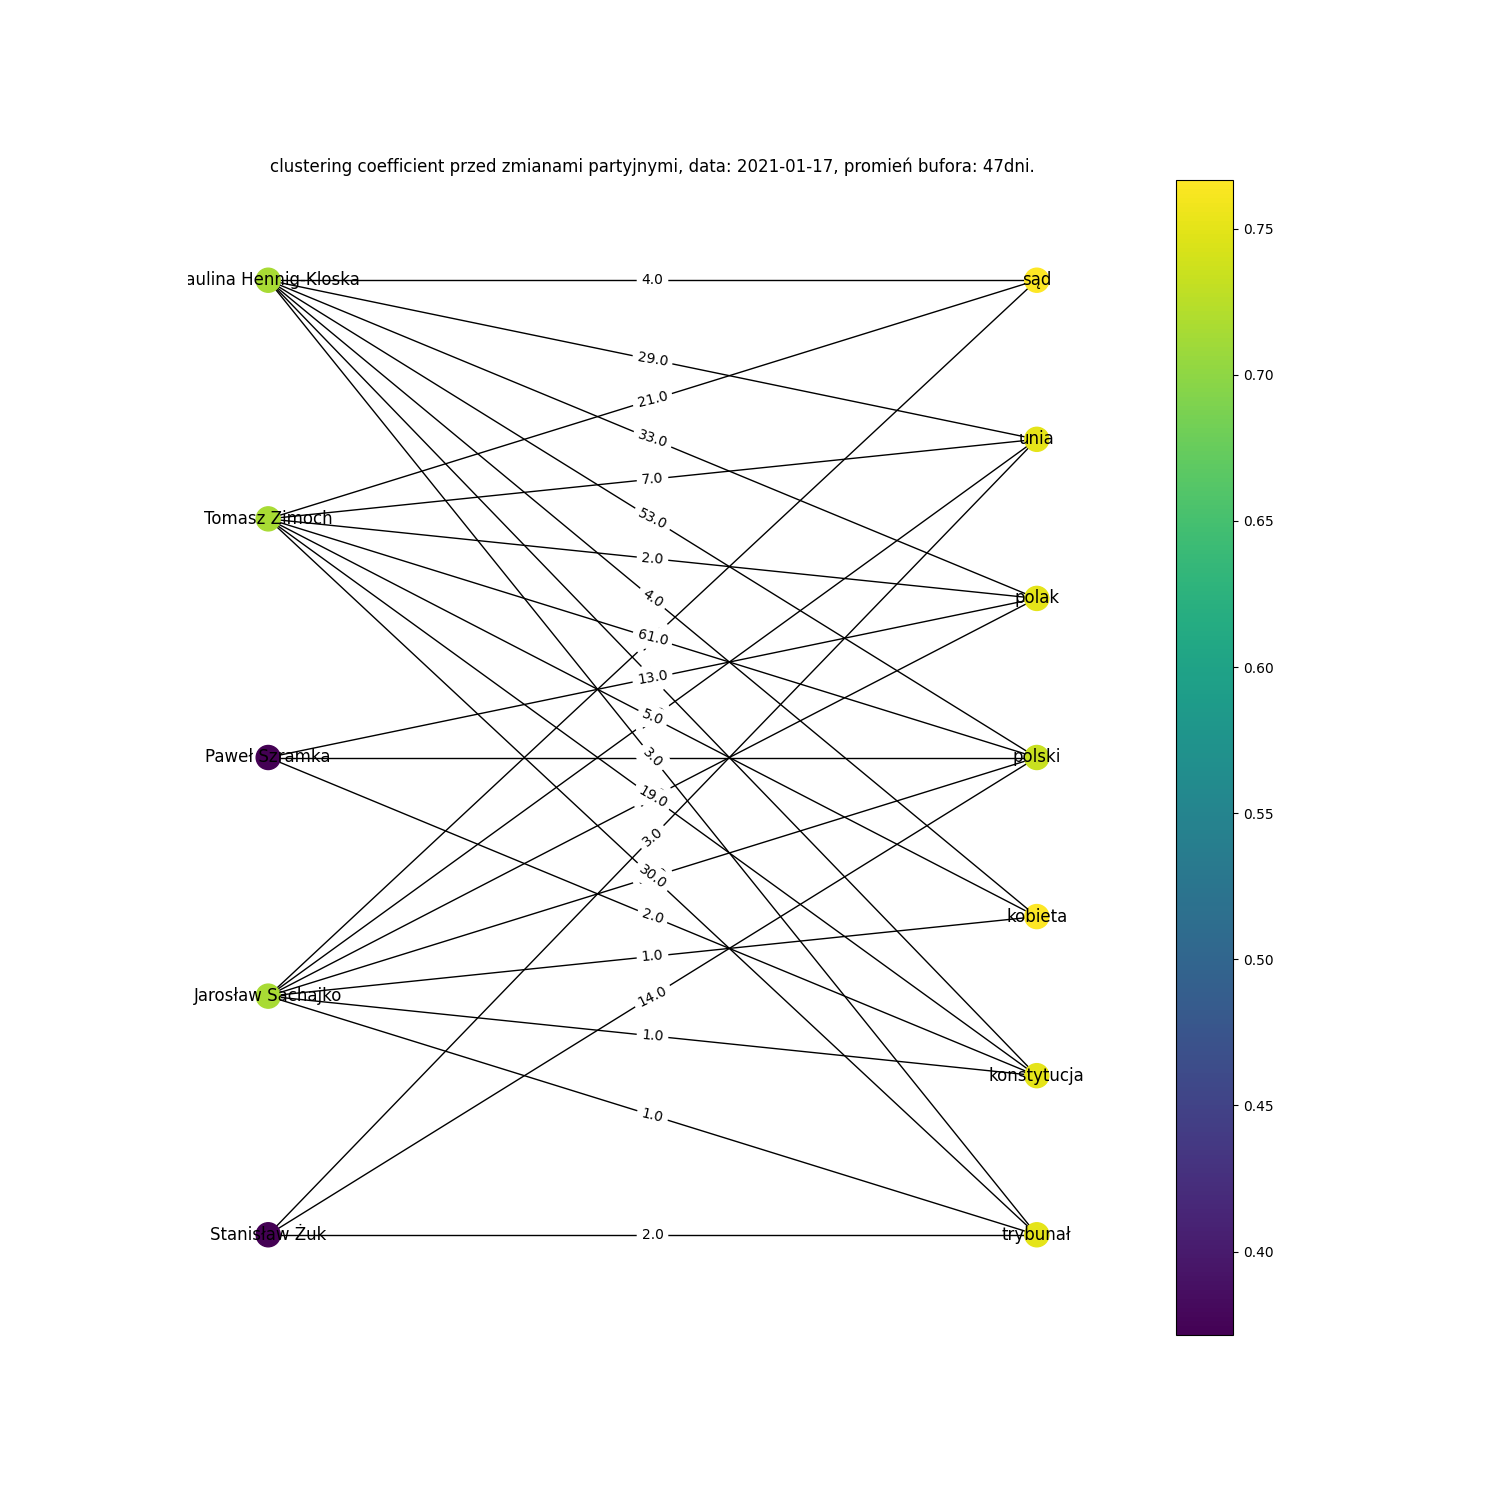 clustering coefficient przed zmianami partyjnymi, data: 2021-01-17, promień bufora: 47dni.
aulina Hennig-Kloska
Tomasz Zimoch
Paweł Szramka
Jarosław Sachajko
Stanisław Żuk
4.0
29.0
21.0
33.0
7.0
53.0
2.0
4.0
61.0
13.0
5.0
3.0
19.0
3.0
30.0
2.0
1.0
14.0
1.0
1.0
2.0
sąd
unia
polak
polski
kobieta
konstytucja
trybunał
0.75
0.70
0.65
0.60
0.55
0.50
0.45
0.40